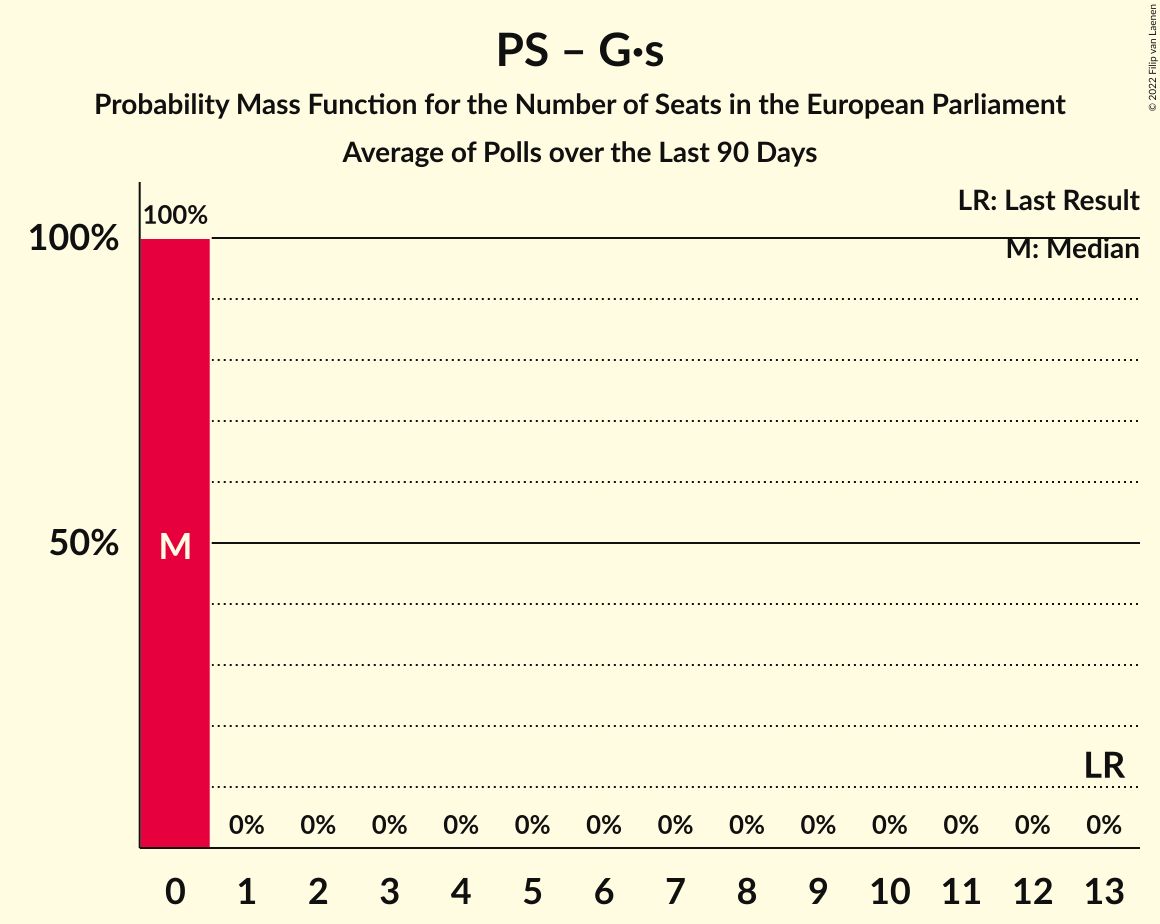 PS – G·s
Probability Mass Function for the Number of Seats in the European Parliament
Average of Polls over the Last 90 Days
© 2022 Filip van Laenen
LR: Last Result
M: Median
100%
100%
50%
M
LR
0% 0% 0% 0% 0% 0% 0% 0% 0% 0% 0% 0% 0%
0 1 2 3 4 5 6 7 8 9 10 11 12 13